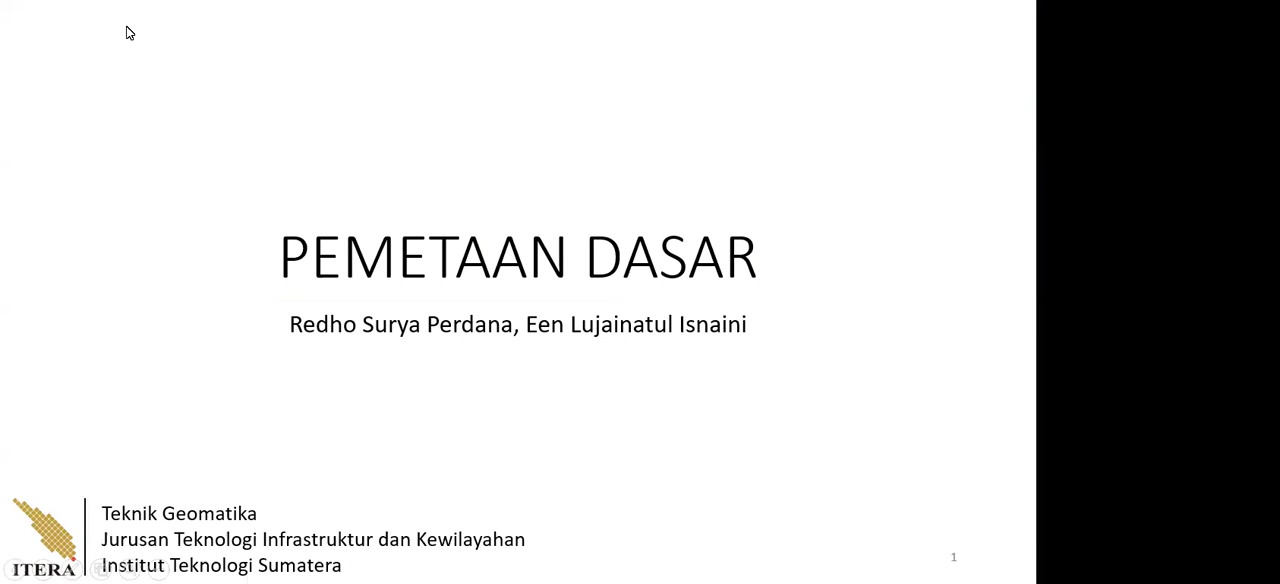 PEMETAAN DASAR
Redho Surya Perdana, Een Lujainatul Isnaini
Teknik Geomatika
Jurusan Teknologi Infrastruktur dan Kewilayahan
Institut Teknologi Sumatera
ITERA
1